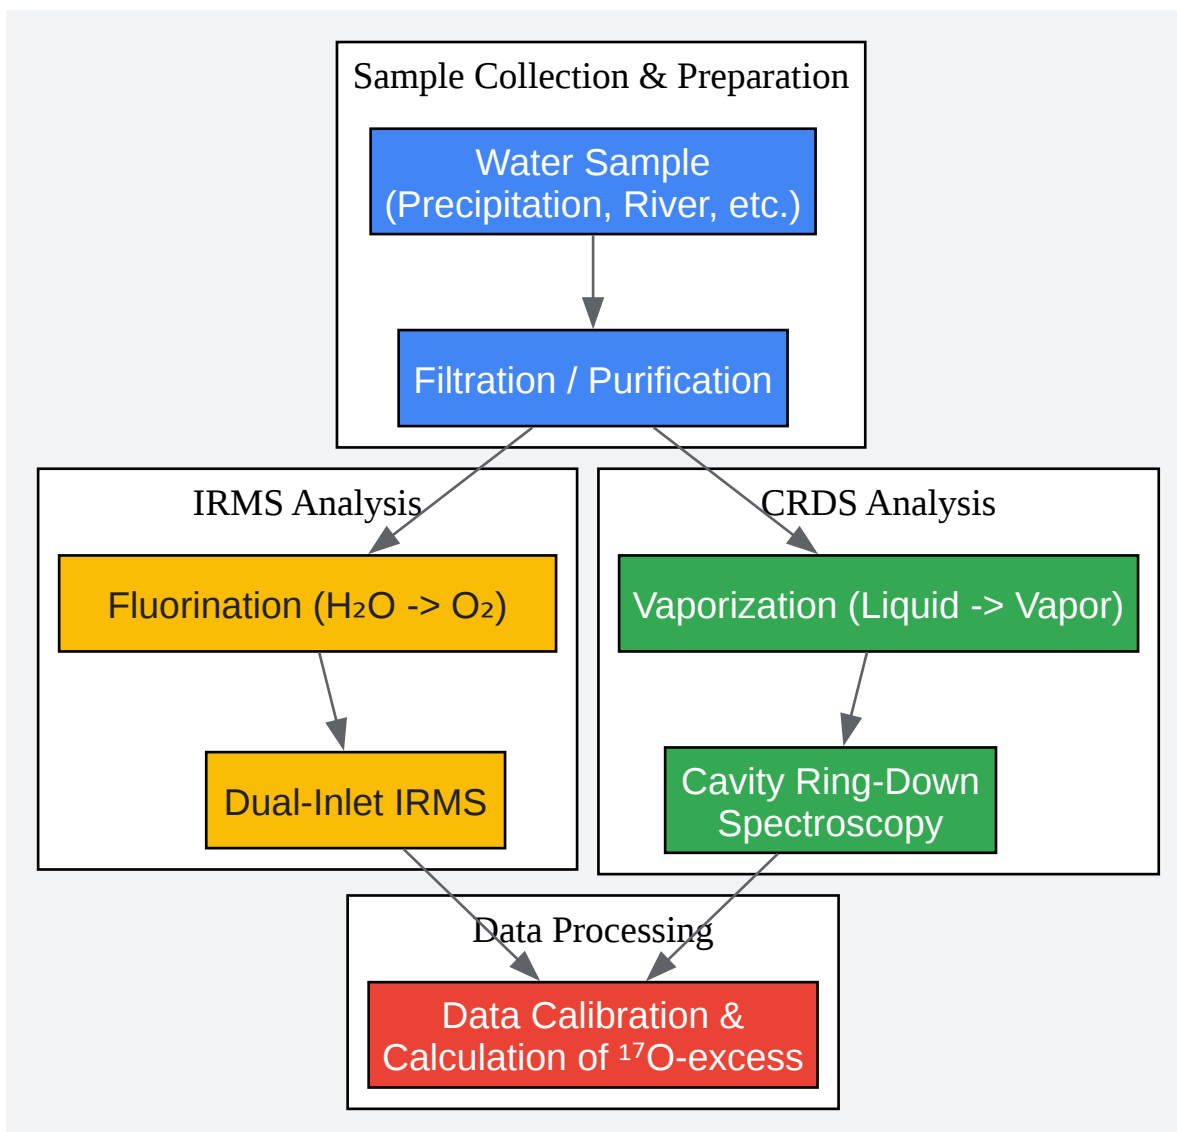 Sample Collection & Preparation
Water Sample
(Precipitation, River, etc.)
Filtration / Purification
IRMS Analysis
CRDS Analysis
Fluorination (H₂O -> O₂)
Vaporization (Liquid -> Vapor)
Dual-Inlet IRMS
Cavity Ring-Down
Spectroscopy
Data Processing
Data Calibration &
Calculation of ¹⁷O-excess